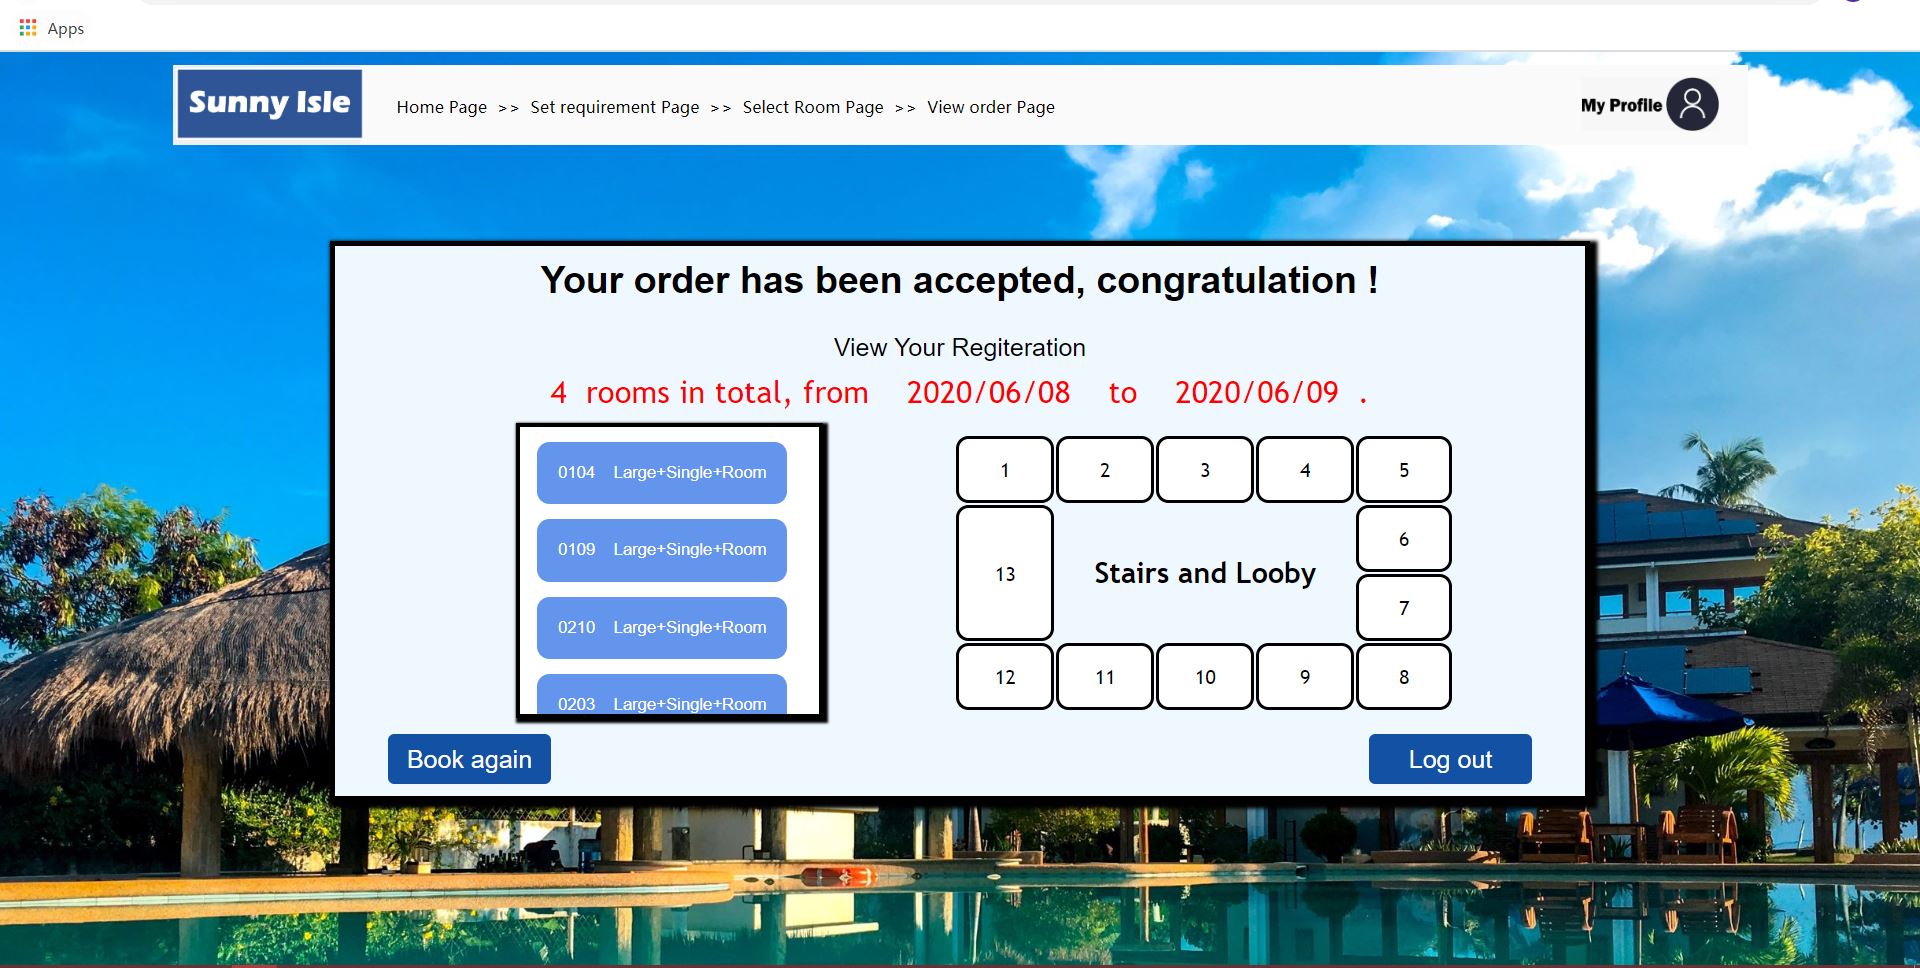 Apps
Sunny Isle
Home Page >> Set requirement Page >> Select Room Page >> View order Page
My Profile
Your order has been accepted, congratulation !
View Your Regiteration
4 rooms in total, from 2020/06/08 to 2020/06/09 .
0104 Large+Single+Room
0109 Large+Single+Room
0210 Large+Single+Room
0203 Large+Single+Room
1 2 3 4 5
6
13 Stairs and Looby
7
12 11 10 9 8
Book again
Log out